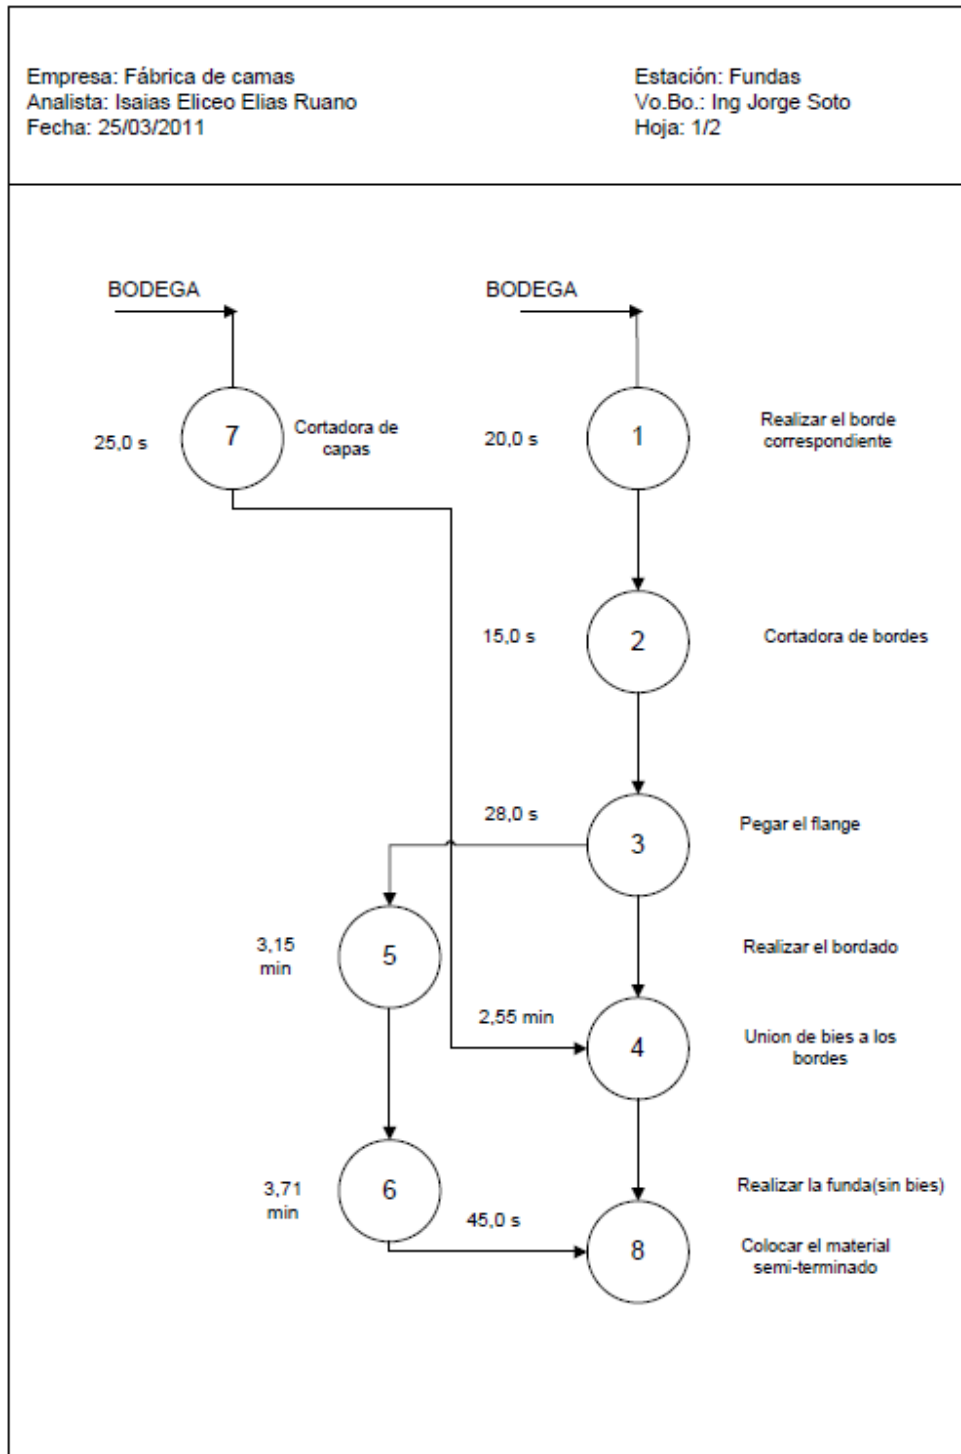 Empresa: Fábrica de camas
Analista: Isaias Eliceo Elias Ruano
Fecha: 25/03/2011
Estación: Fundas
Vo.Bo.: Ing Jorge Soto
Hoja: 1/2
BODEGA
BODEGA
25,0 s
7
Cortadora de
capas
20,0 s
1
Realizar el borde
correspondiente
15,0 s
2
Cortadora de bordes
28,0 s
3
Pegar el flange
3,15
min
5
Realizar el bordado
2,55 min
4
Union de bies a los
bordes
3,71
min
6
Realizar la funda(sin bies)
45,0 s
8
Colocar el material
semi-terminado